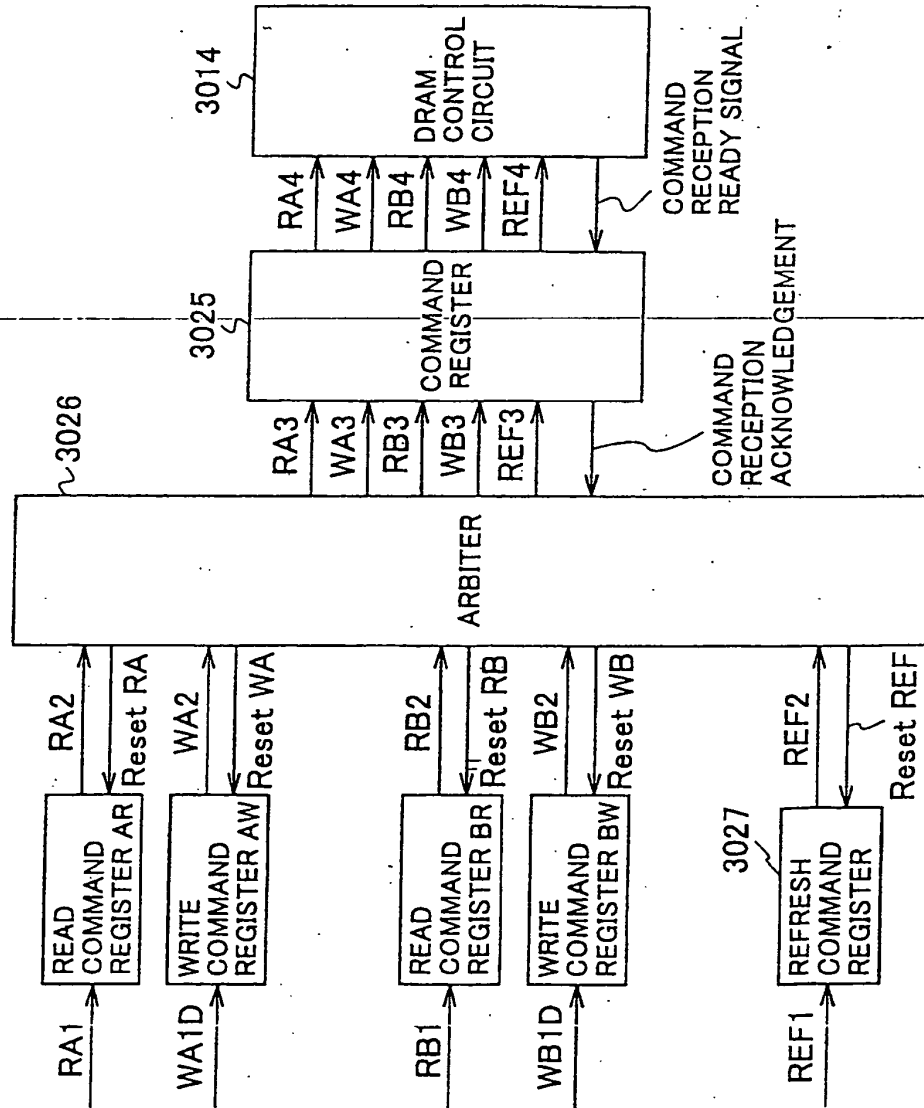 RA1
READ
COMMAND
REGISTER AR
RA2
Reset RA
WA1D
WRITE
COMMAND
REGISTER AW
WA2
Reset WA
RB1
READ
COMMAND
REGISTER BR
RB2
Reset RB
WB1D
WRITE
COMMAND
REGISTER BW
WB2
Reset WB
REF1
3027
REFRESH
COMMAND
REGISTER
REF2
Reset REF
3026
ARBITER
RA3
WA3
RB3
WB3
REF3
COMMAND
RECEPTION
ACKNOWLEDGEMENT
3025
COMMAND
REGISTER
RA4
WA4
RB4
WB4
REF4
COMMAND
RECEPTION
READY SIGNAL
3014
DRAM
CONTROL
CIRCUIT